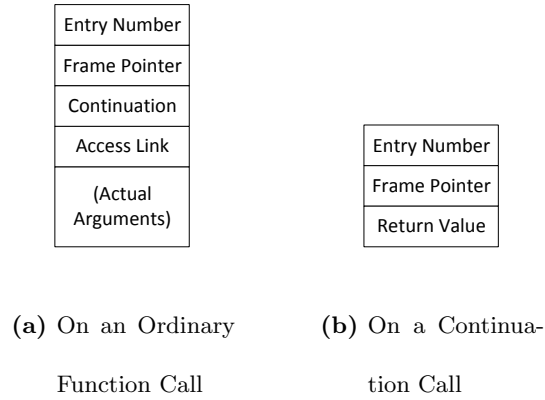 Entry Number
Frame Pointer
Continuation
Access Link
(Actual
Arguments)
Entry Number
Frame Pointer
Return Value
(a) On an Ordinary
Function Call
(b) On a Continua-
tion Call